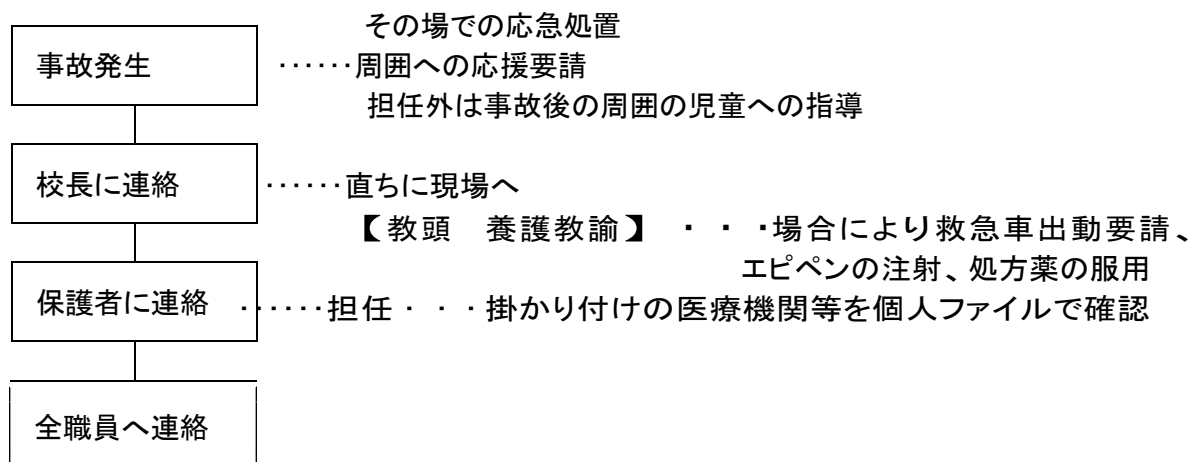 その場での応急処置
事故発生 ・・・・・・周囲への応援要請
担任外は事故後の周囲の児童への指導
校長に連絡 ・・・・・・直ちに現場へ
【教頭　養護教諭】　・　・　・場合により救急車出動要請、
エピペンの注射、処方薬の服用
保護者に連絡 ・・・・・・担任・・・掛かり付けの医療機関等を個人ファイルで確認
全職員へ連絡